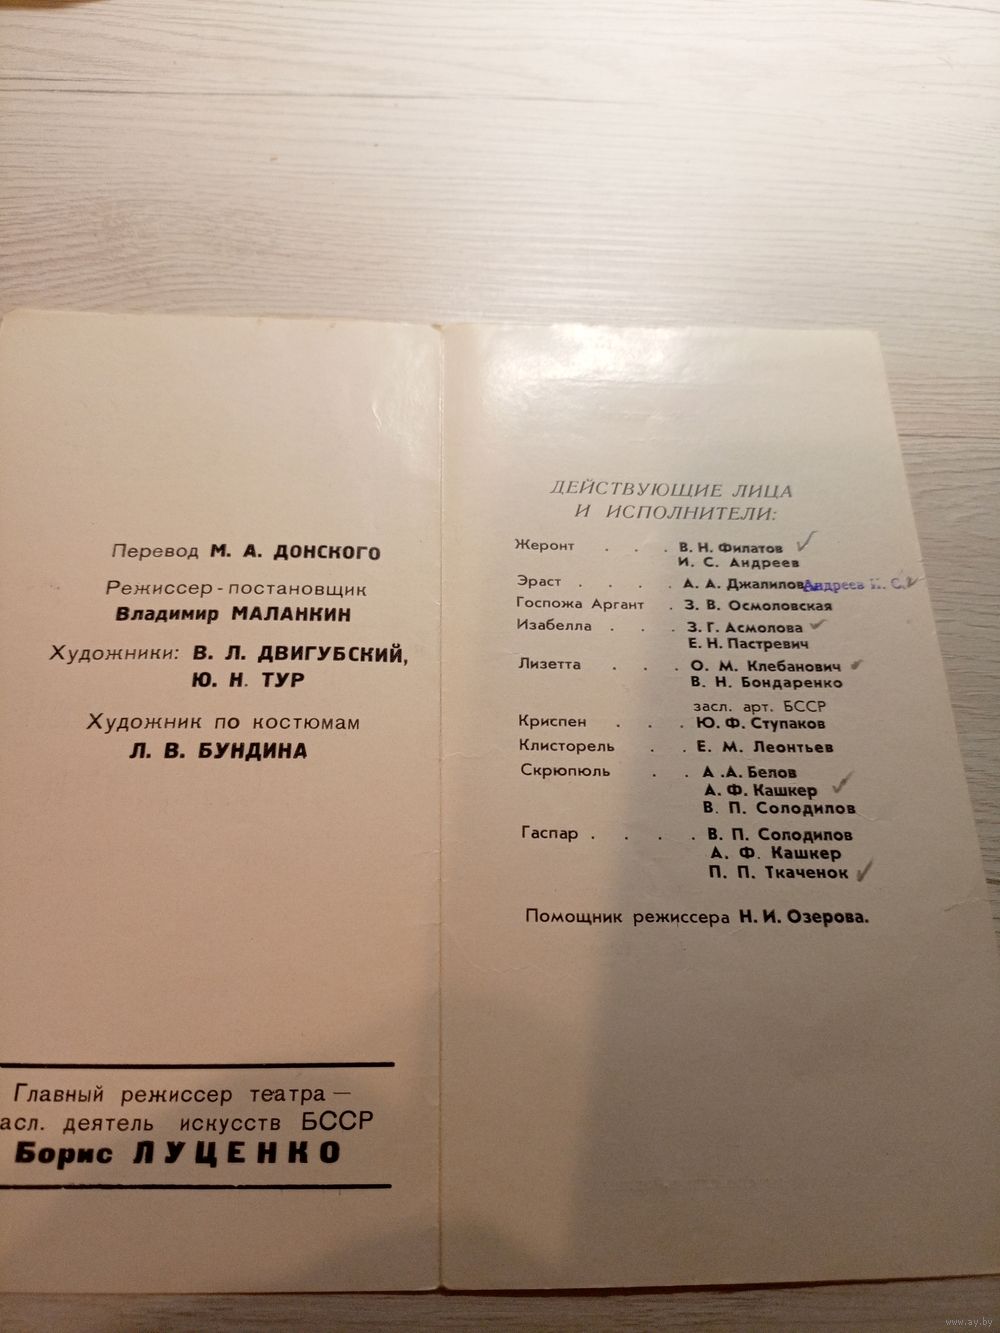 Перевод М. А. ДОНСКОГО
Режиссер-постановщик
Владимир МАЛАНКИН
Художники: В. Л. ДВИГУБСКИЙ,
Ю. Н. ТУР
Художник по костюмам
Л. В. БУНДИНА
Главный режиссер театра —
асл. деятель искусств БССР
Борис ЛУЦЕНКО
ДЕЙСТВУЮЩИЕ ЛИЦА
И ИСПОЛНИТЕЛИ:
Жеронт . . . В. Н. Филатов ✓
И. С. Андреев
Эраст . . . . А. А. Джалилов Андреев И. С. ✓
Госпожа Аргант . З. В. Осмоловская
Изабелла . . . З. Г. Асмолова ✓
Е. Н. Пастревич
Лизетта . . . О. М. Клебанович ✓
В. Н. Бондаренко
засл. арт. БССР
Криспен . . . Ю. Ф. Ступаков
Клисторель . . Е. М. Леонтьев
Скрюпюль . . А .А. Белов
А. Ф. Кашкер ✓
В. П. Солодилов
Гаспар . . . . В. П. Солодилов
А. Ф. Кашкер
П. П. Ткаченок ✓
Помощник режиссера Н. И. Озерова.
www.ay.by